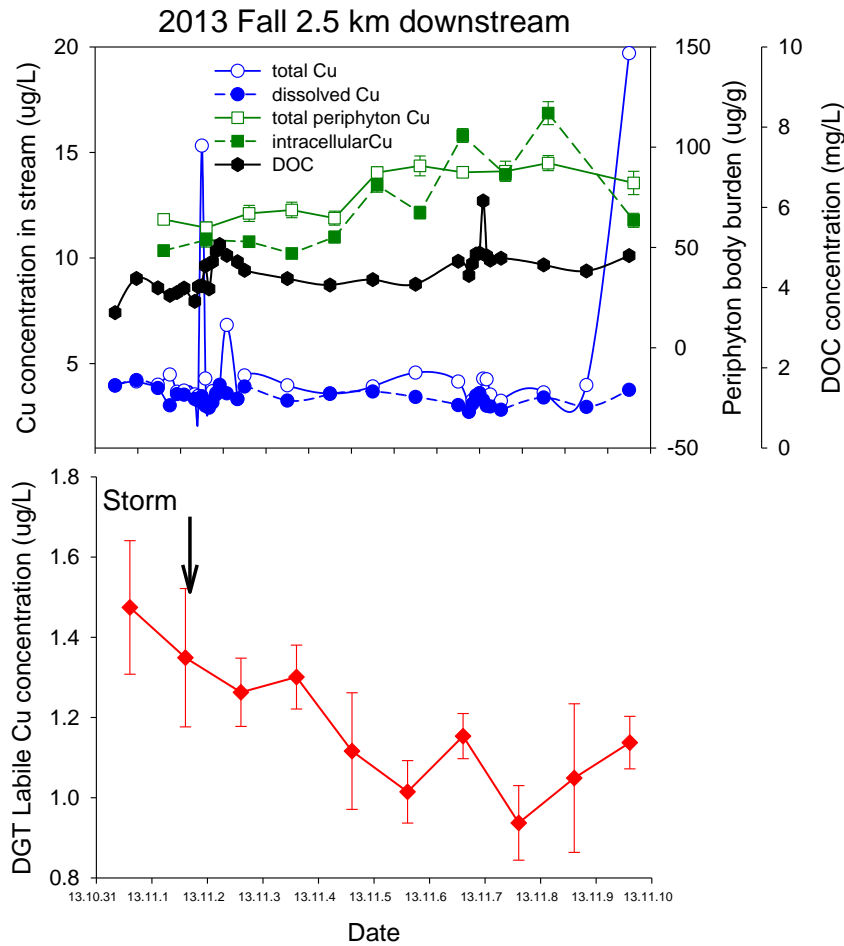 2013 Fall 2.5 km downstream
Cu concentration in stream (ug/L)
20
15
10
5
total Cu
dissolved Cu
total periphyton Cu
intracellularCu
DOC
150
100
50
0
-50
Periphyton body burden (ug/g)
10
8
6
4
2
0
DOC concentration (mg/L)
DGT Labile Cu concentration (ug/L)
1.8
1.6
1.4
1.2
1.0
0.8
Storm
13.10.31 13.11.1 13.11.2 13.11.3 13.11.4 13.11.5 13.11.6 13.11.7 13.11.8 13.11.9 13.11.10
Date